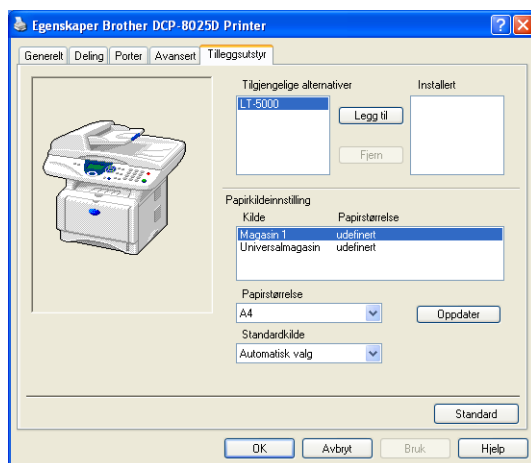 Egenskaper Brother DCP-8025D Printer
Generelt Deling Porter Avansert Tilleggsutstyr
Tilgjengelige alternativer Installert
LT-5000
Legg til
Fjern
Papirkildeinnstilling
Kilde Papirstørrelse
Magasin 1 udefinert
Universalmagasin udefinert
Papirstørrelse
A4 Oppdater
Standardkilde
Automatisk valg
Standard
OK Avbryt Bruk Hjelp